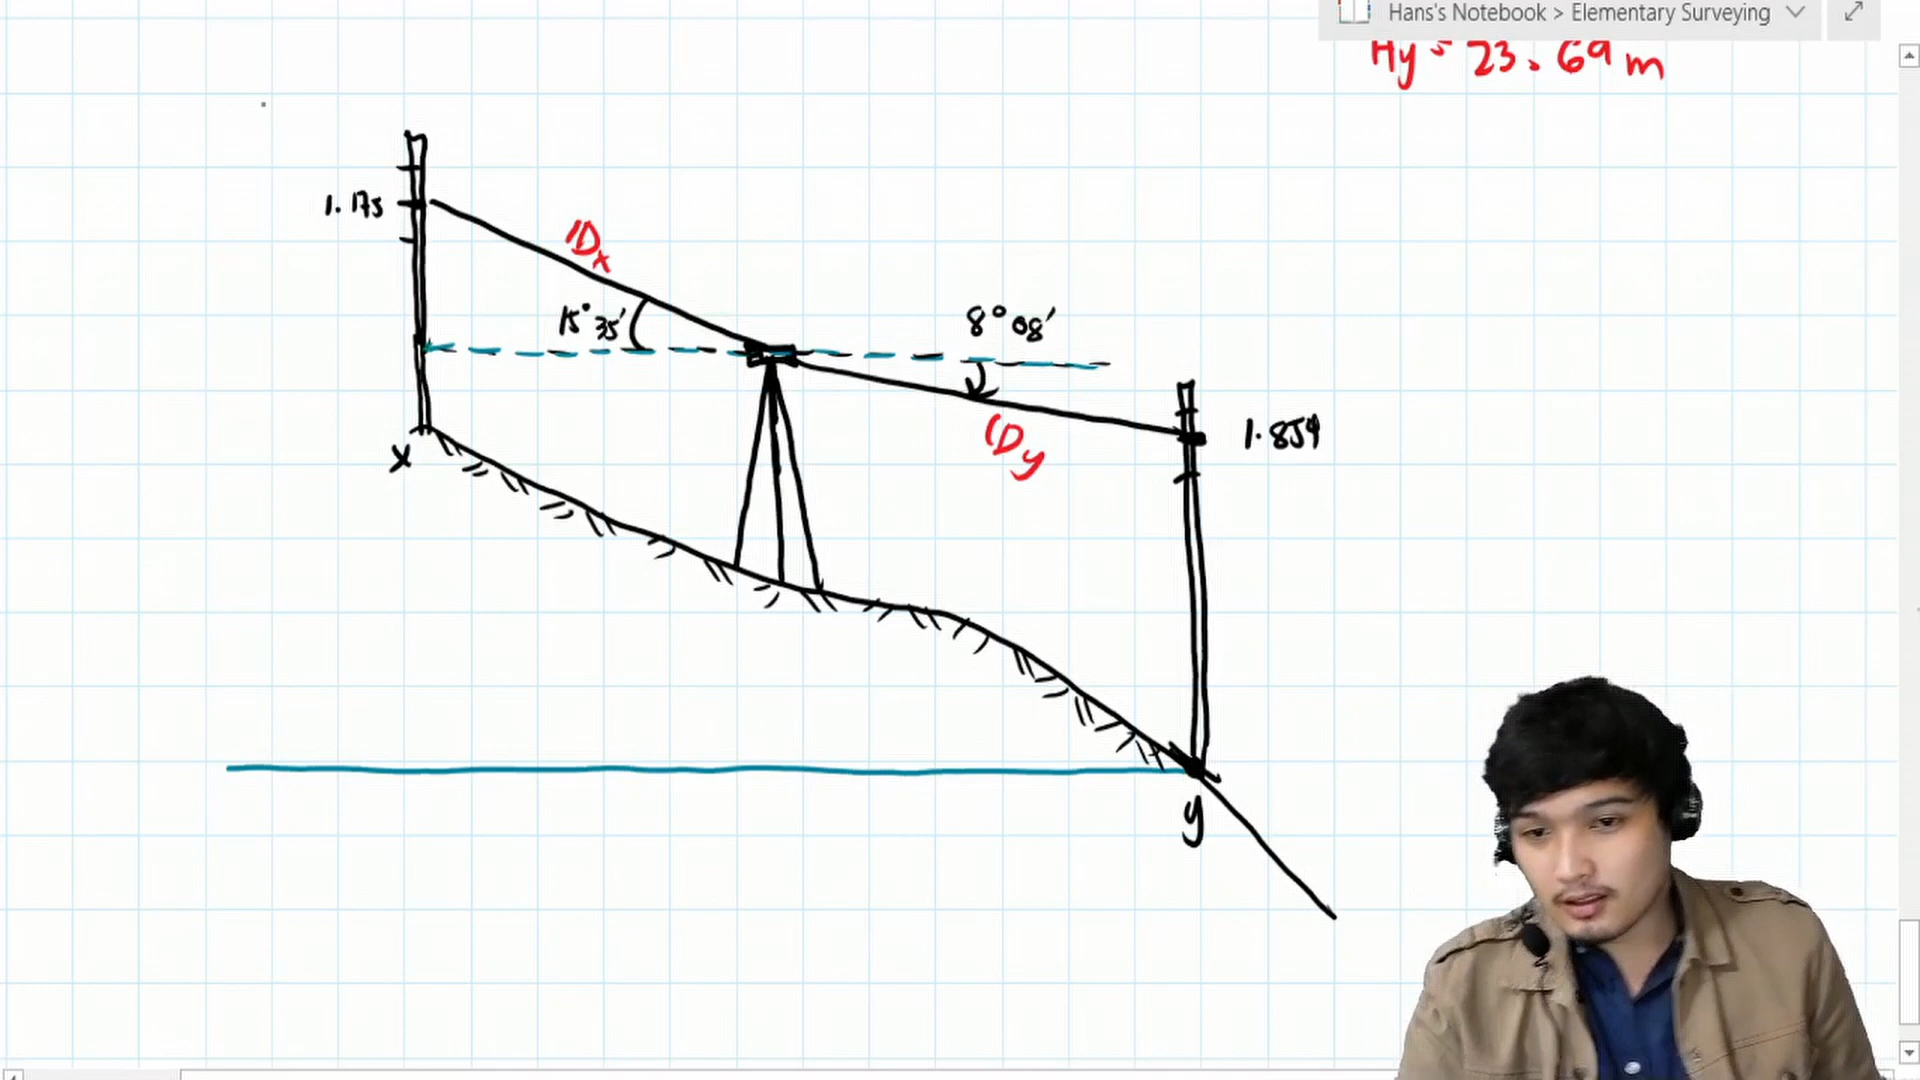 Hans's Notebook > Elementary Surveying
Hy = 23.69 m
1.175
IDx
15° 35'
8° 08'
1.854
IDy
x
y